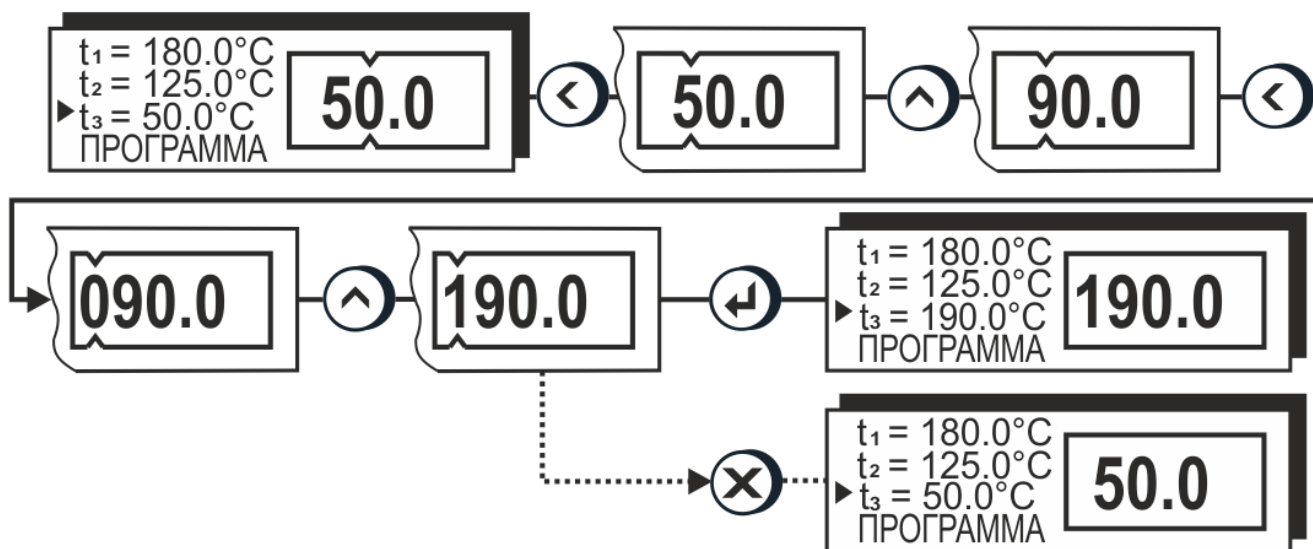 t₁ = 180.0°C
t₂ = 125.0°C
t₃ = 50.0°C
ПРОГРАММА
50.0
50.0
90.0
090.0
190.0
t₁ = 180.0°C
t₂ = 125.0°C
t₃ = 190.0°C
ПРОГРАММА
190.0
t₁ = 180.0°C
t₂ = 125.0°C
t₃ = 50.0°C
ПРОГРАММА
50.0